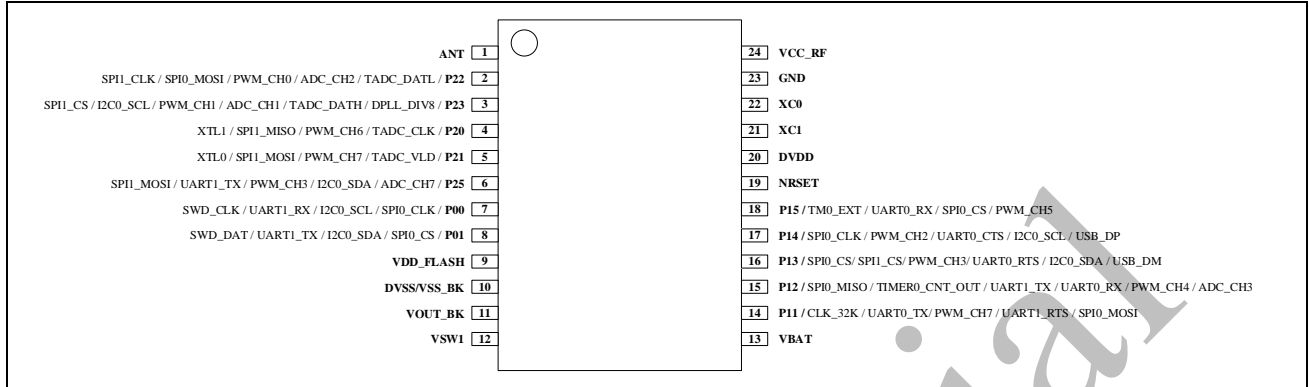 ANT 1
SPI1_CLK / SPI0_MOSI / PWM_CH0 / ADC_CH2 / TADC_DATL / P22 2
SPI1_CS / I2C0_SCL / PWM_CH1 / ADC_CH1 / TADC_DATH / DPLL_DIV8 / P23 3
XTL1 / SPI1_MISO / PWM_CH6 / TADC_CLK / P20 4
XTL0 / SPI1_MOSI / PWM_CH7 / TADC_VLD / P21 5
SPI1_MOSI / UART1_TX / PWM_CH3 / I2C0_SDA / ADC_CH7 / P25 6
SWD_CLK / UART1_RX / I2C0_SCL / SPI0_CLK / P00 7
SWD_DAT / UART1_TX / I2C0_SDA / SPI0_CS / P01 8
VDD_FLASH 9
DVSS/VSS_BK 10
VOUT_BK 11
VSW1 12
24 VCC_RF
23 GND
22 XC0
21 XC1
20 DVDD
19 NRSET
18 P15 / TM0_EXT / UART0_RX / SPI0_CS / PWM_CH5
17 P14 / SPI0_CLK / PWM_CH2 / UART0_CTS / I2C0_SCL / USB_DP
16 P13 / SPI0_CS/ SPI1_CS/ PWM_CH3/ UART0_RTS / I2C0_SDA / USB_DM
15 P12 / SPI0_MISO / TIMER0_CNT_OUT / UART1_TX / UART0_RX / PWM_CH4 / ADC_CH3
14 P11 / CLK_32K / UART0_TX/ PWM_CH7 / UART1_RTS / SPI0_MOSI
13 VBAT
ial